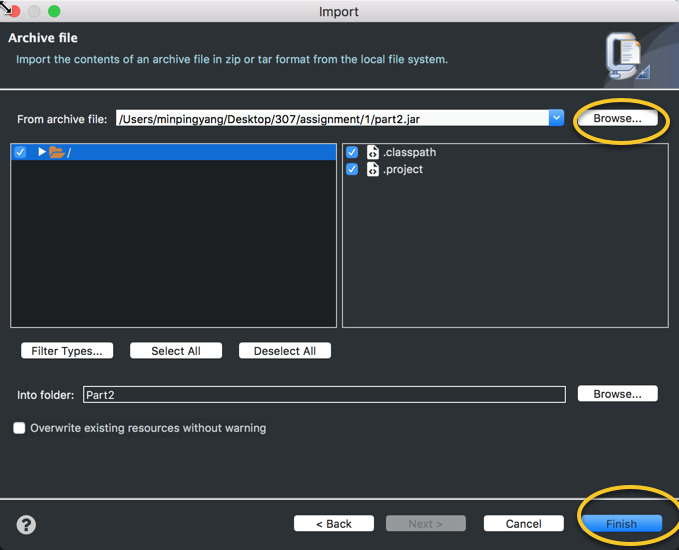 Import
Archive file
Import the contents of an archive file in zip or tar format from the local file system.
From archive file: /Users/minpingyang/Desktop/307/assignment/1/part2.jar Browse...
/ .classpath
.project
Filter Types... Select All Deselect All
Into folder: Part2 Browse...
Overwrite existing resources without warning
? < Back Next > Cancel Finish